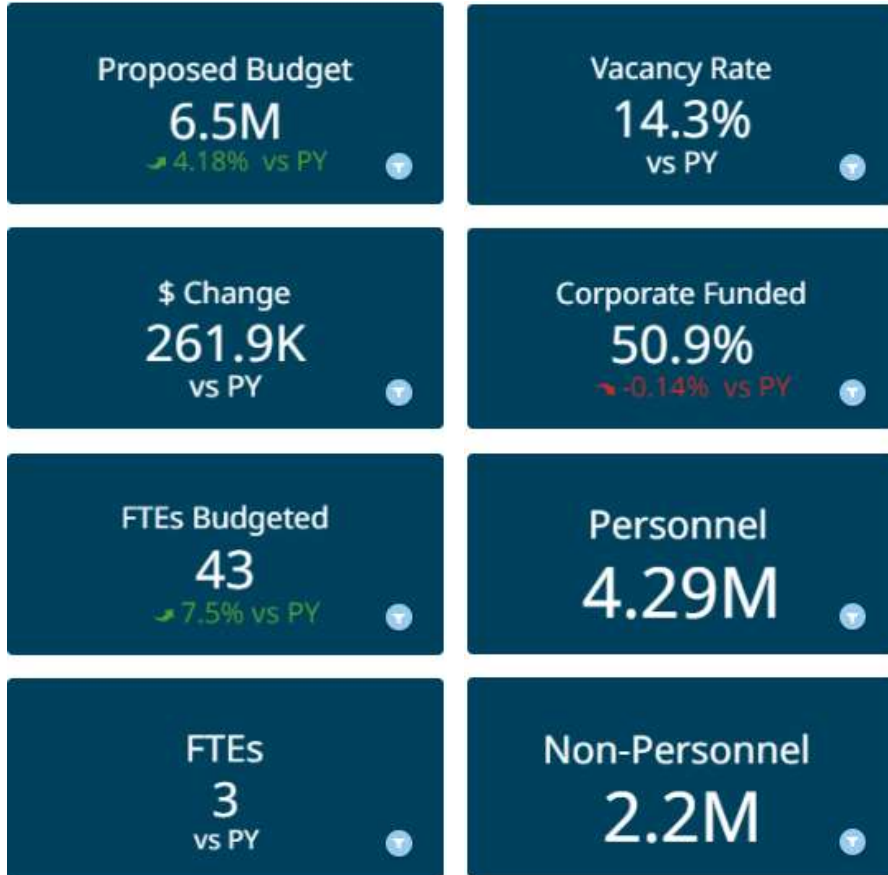 Proposed Budget
6.5M
4.18% vs PY
Vacancy Rate
14.3%
vs PY
$ Change
261.9K
vs PY
Corporate Funded
50.9%
-0.14% vs PY
FTEs Budgeted
43
7.5% vs PY
Personnel
4.29M
FTEs
3
vs PY
Non-Personnel
2.2M